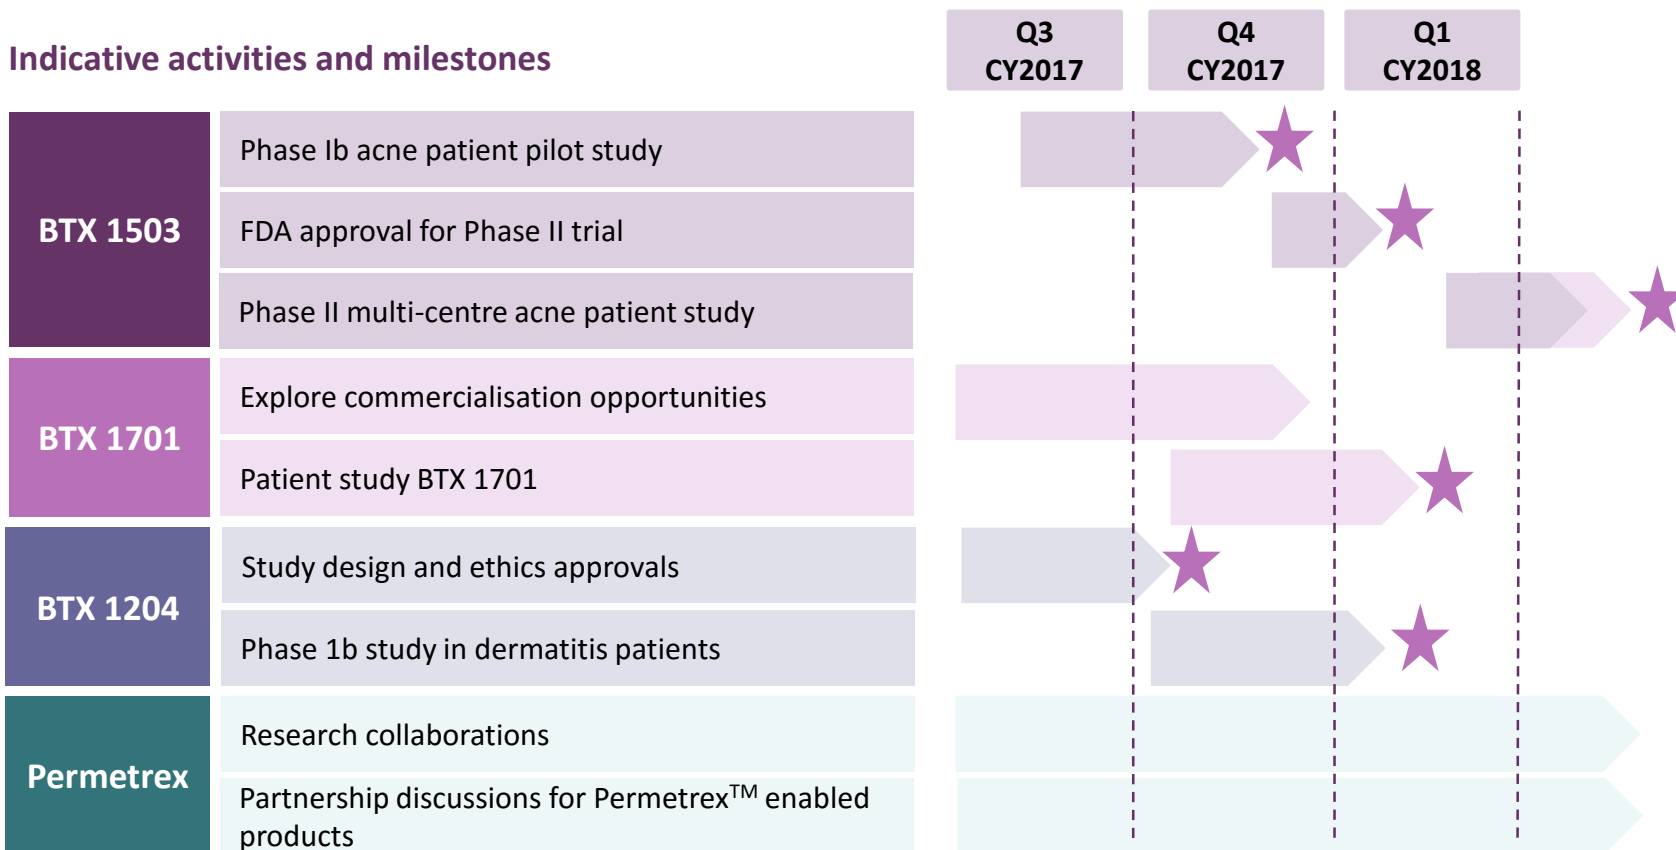 Indicative activities and milestones
Q3
CY2017
Q4
CY2017
Q1
CY2018
BTX 1503
Phase Ib acne patient pilot study
FDA approval for Phase II trial
Phase II multi-centre acne patient study
BTX 1701
Explore commercialisation opportunities
Patient study BTX 1701
BTX 1204
Study design and ethics approvals
Phase 1b study in dermatitis patients
Permetrex
Research collaborations
Partnership discussions for Permetrex™ enabled
products